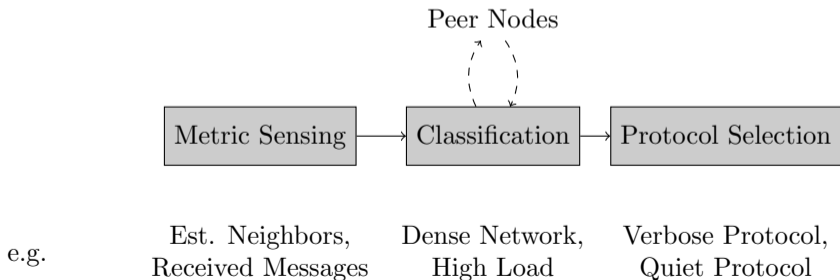 Peer Nodes
Metric Sensing
Classification
Protocol Selection
e.g.
Est. Neighbors,
Received Messages
Dense Network,
High Load
Verbose Protocol,
Quiet Protocol